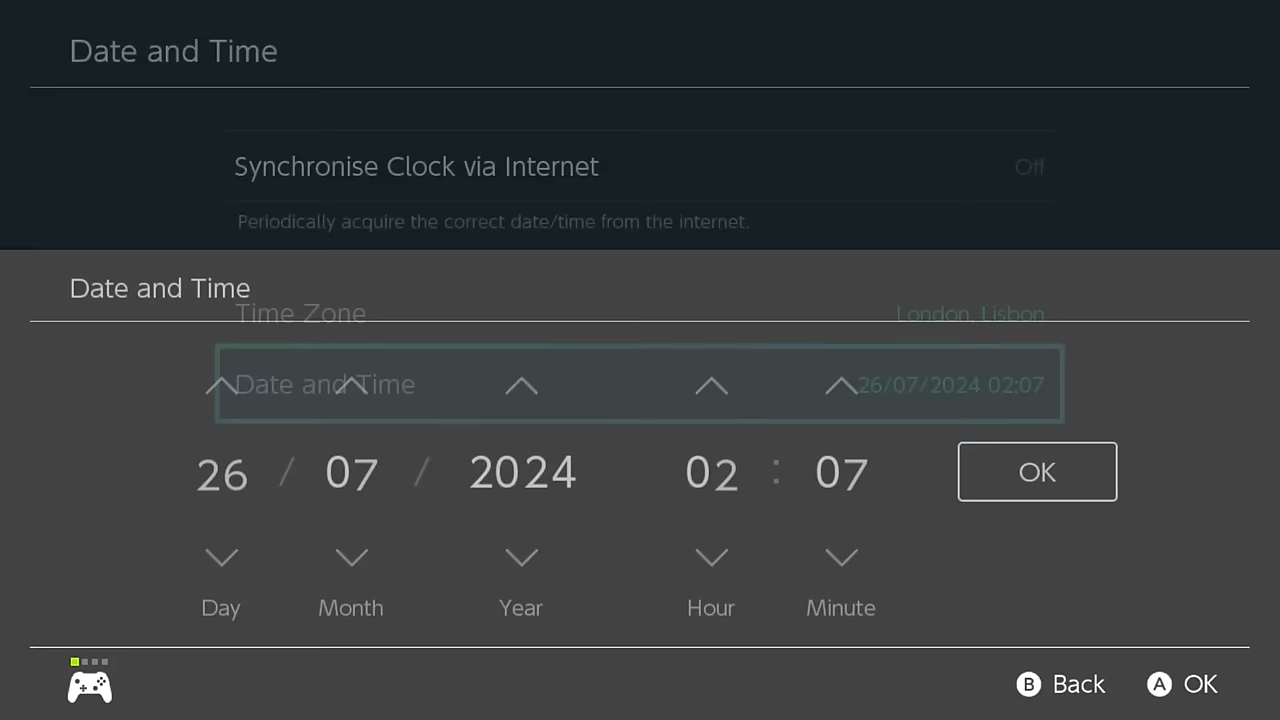 Date and Time
Synchronise Clock via Internet Off
Periodically acquire the correct date/time from the internet.
Date and Time
Time Zone London, Lisbon
Date and Time 26/07/2024 02:07
26 / 07 / 2024 02 : 07 OK
Day Month Year Hour Minute
B Back A OK